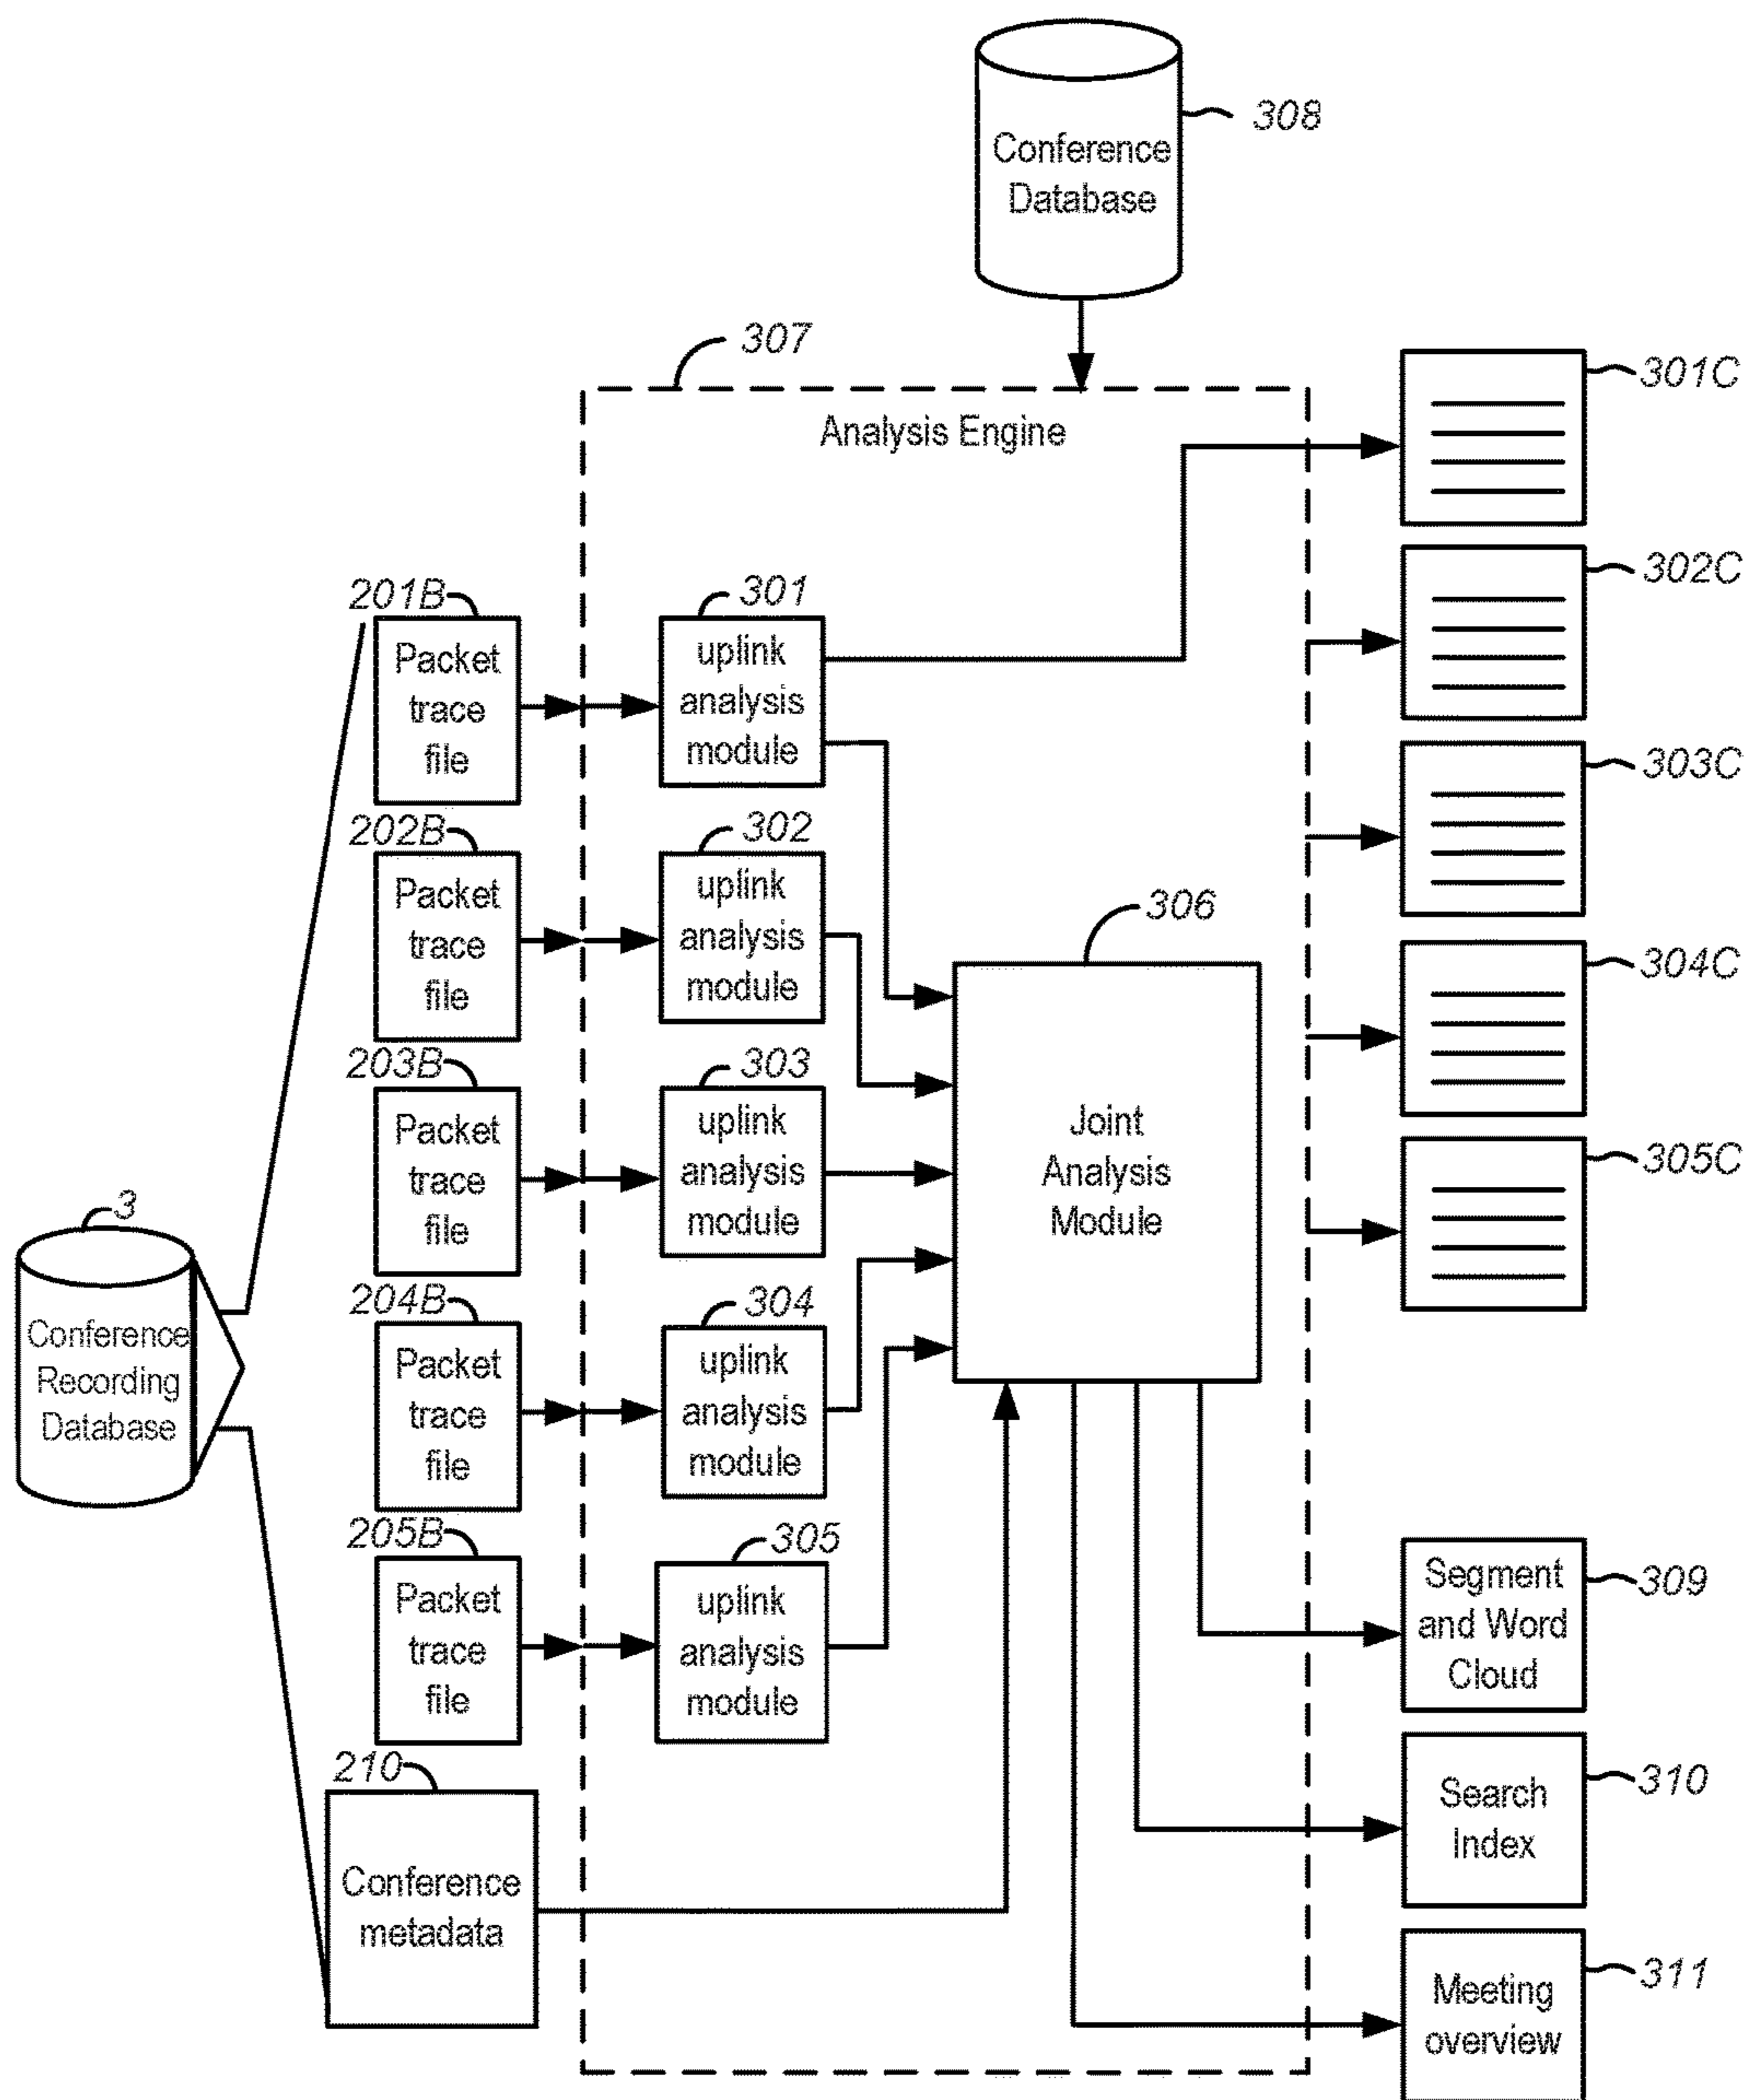 308
Conference
Database
307
Analysis Engine
301C
302C
303C
304C
305C
201B
Packet
trace
file
301
uplink
analysis
module
202B
Packet
trace
file
302
uplink
analysis
module
306
Joint
Analysis
Module
203B
Packet
trace
file
303
uplink
analysis
module
3
Conference
Recording
Database
204B
Packet
trace
file
304
uplink
analysis
module
205B
Packet
trace
file
305
uplink
analysis
module
210
Conference
metadata
Segment
and Word
Cloud
309
Search
Index
310
Meeting
overview
311